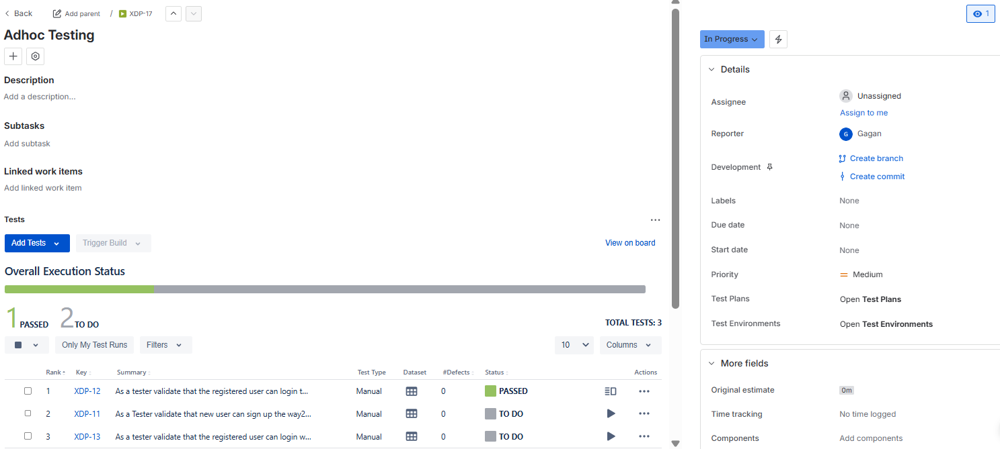 Back Add parent / XDP-17
Adhoc Testing
Description
Add a description...
Subtasks
Add subtask
Linked work items
Add linked work item
Tests
Add Tests Trigger Build View on board
Overall Execution Status
1 PASSED 2 TO DO TOTAL TESTS: 3
Only My Test Runs Filters 10 Columns
Rank Key Summary Test Type Dataset #Defects Status Actions
1 XDP-12 As a tester validate that the registered user can login t... Manual 0 PASSED
2 XDP-11 As a Tester validate that new user can sign up the way2... Manual 0 TO DO
3 XDP-13 As a tester validate that the registered user can login w... Manual 0 TO DO
1
In Progress
Details
Assignee Unassigned
Assign to me
Reporter G Gagan
Development Create branch
Create commit
Labels None
Due date None
Start date None
Priority Medium
Test Plans Open Test Plans
Test Environments Open Test Environments
More fields
Original estimate 0m
Time tracking No time logged
Components Add components